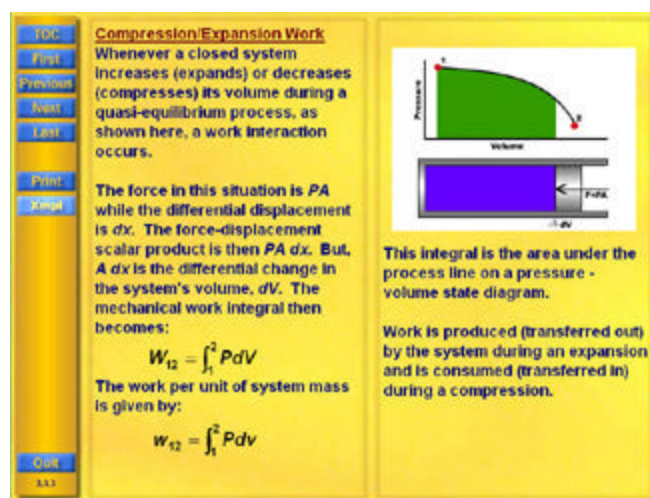 TOC
First
Previous
Next
Last
Print
Xmpl
Quit
3.3.3
Compression/Expansion Work
Whenever a closed system
increases (expands) or decreases
(compresses) its volume during a
quasi-equilibrium process, as
shown here, a work interaction
occurs.
The force in this situation is PA
while the differential displacement
is dx. The force-displacement
scalar product is then PA dx. But,
A dx is the differential change in
the system's volume, dV. The
mechanical work integral then
becomes:
W₁₂ = ∫₁² PdV
The work per unit of system mass
is given by:
w₁₂ = ∫₁² Pdv
1
2
Pressure
Volume
F=PA
dV
This integral is the area under the
process line on a pressure -
volume state diagram.
Work is produced (transferred out)
by the system during an expansion
and is consumed (transferred in)
during a compression.